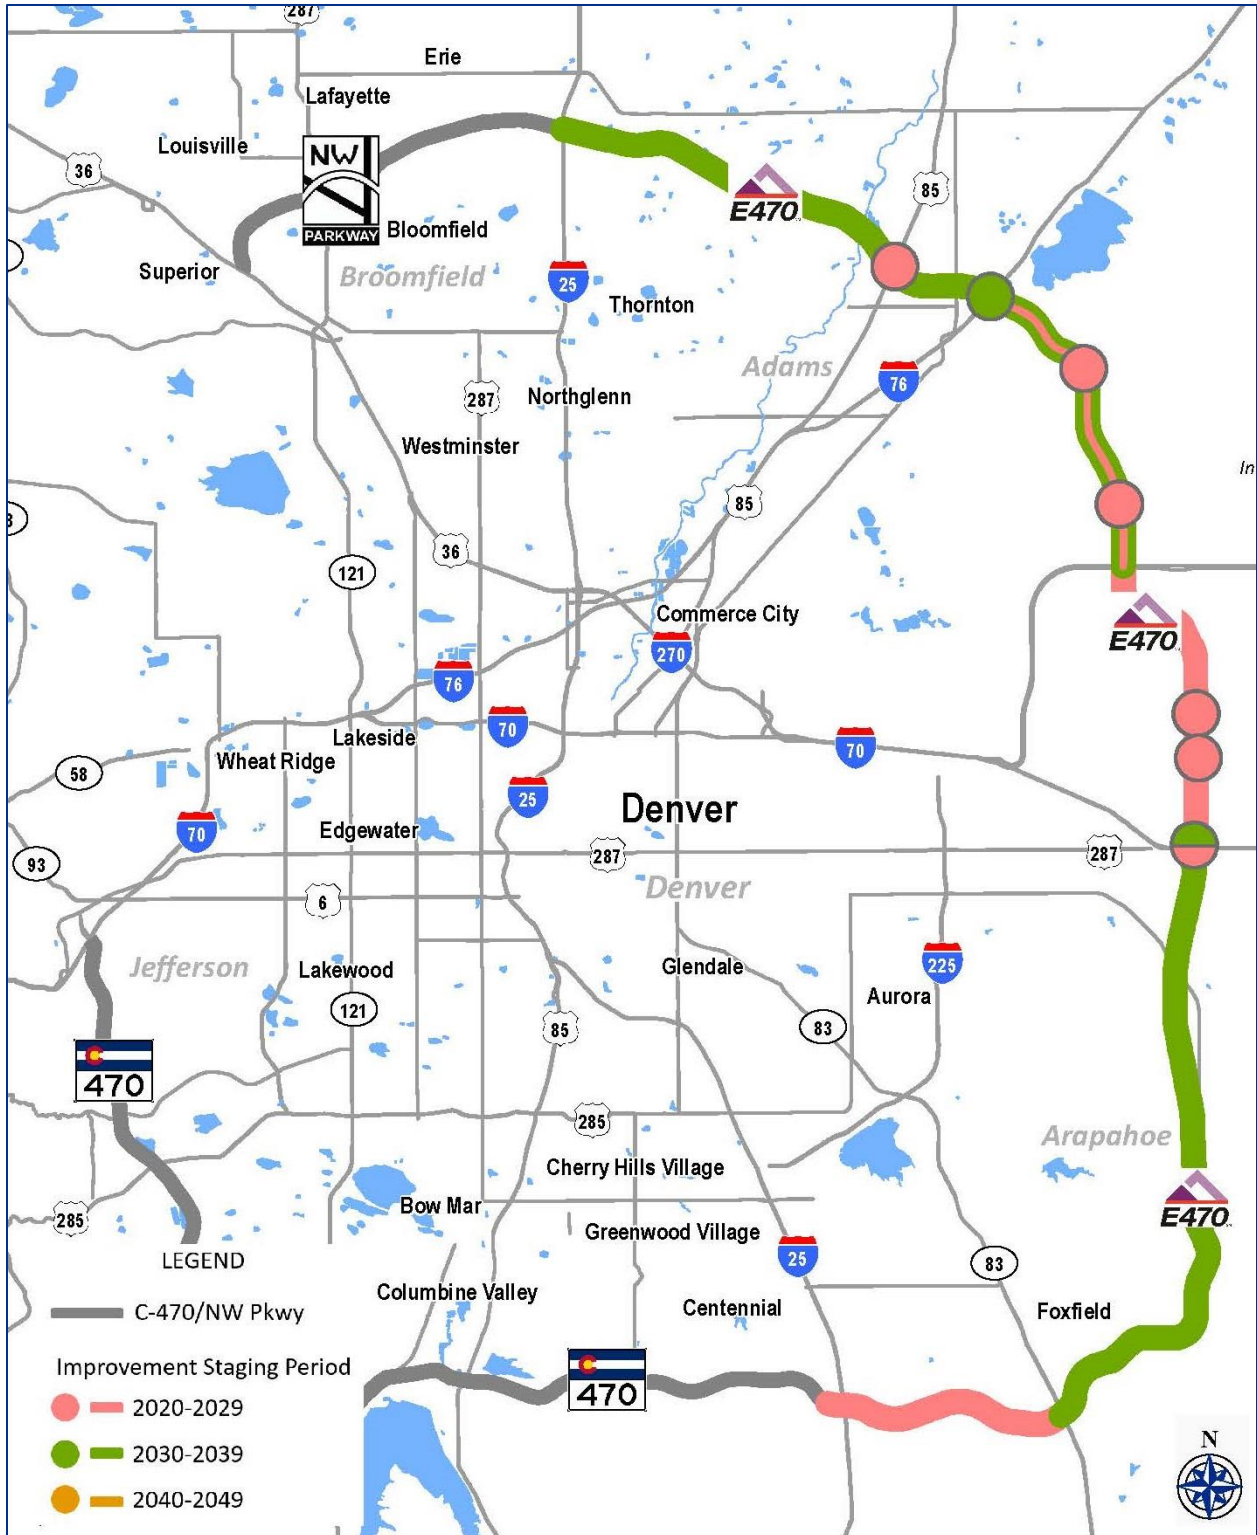 287
Erie
Lafayette
Louisville
NW
PARKWAY
36
85
E470
Bloomfield
Superior
Broomfield
25
Thornton
Adams
76
287
Northglenn
Westminster
In
85
36
121
Commerce City
E470
270
76
70
Lakeside
Wheat Ridge
70
58
25
Denver
70
Edgewater
287
287
93
Denver
6
Jefferson
Lakewood
Glendale
225
Aurora
121
85
83
470
285
Arapahoe
Cherry Hills Village
Bow Mar
285
E470
Greenwood Village
25
83
LEGEND
C-470/NW Pkwy
Columbine Valley
Centennial
Foxfield
Improvement Staging Period
470
2020-2029
2030-2039
2040-2049
N